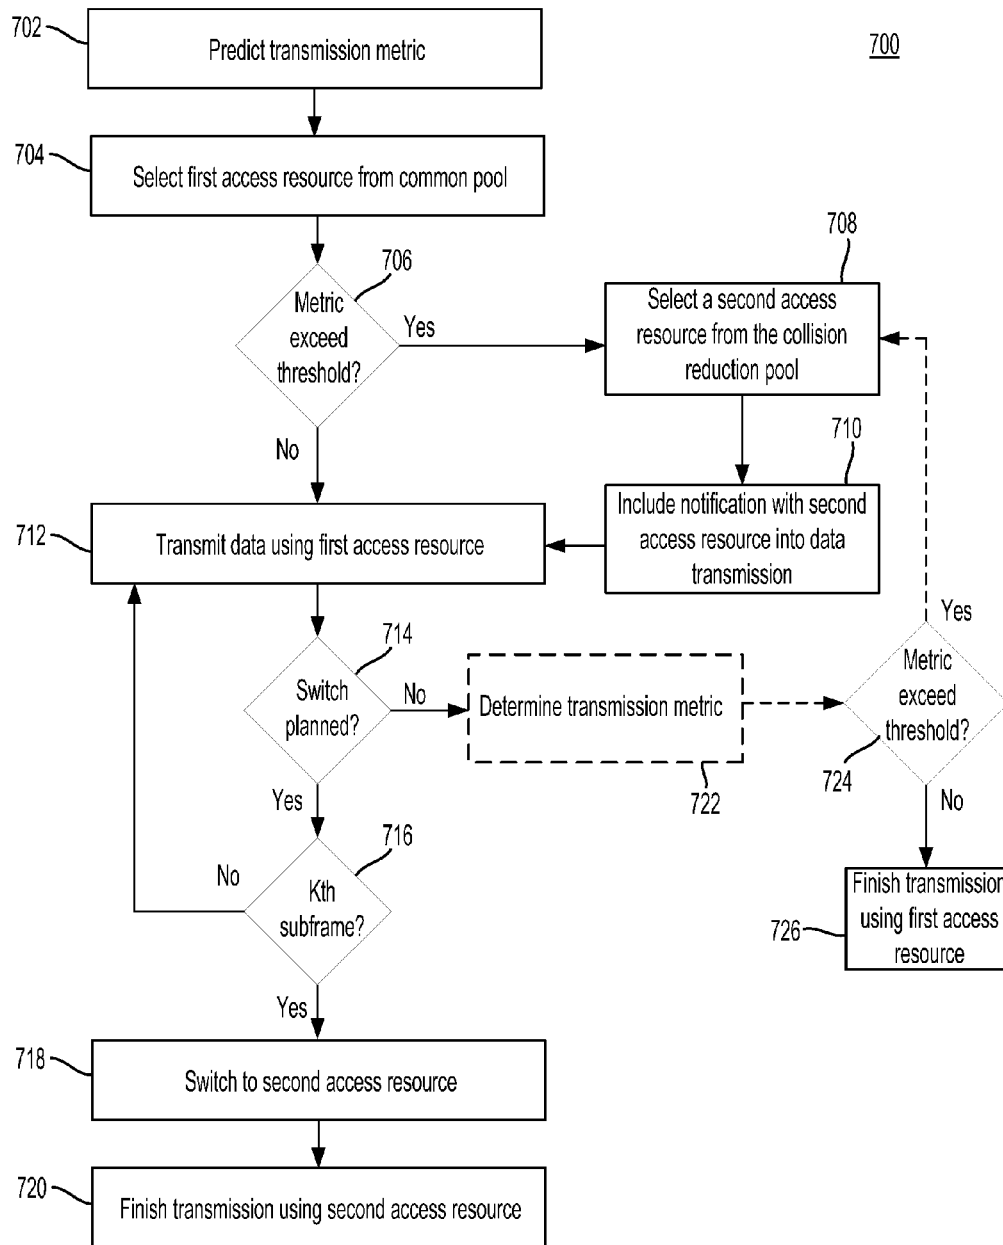 702
Predict transmission metric
700
704
Select first access resource from common pool
706
Metric
exceed
threshold?
Yes
No
708
Select a second access
resource from the collision
reduction pool
710
Include notification with second
access resource into data
transmission
712
Transmit data using first access resource
714
Switch
planned?
No
Yes
Determine transmission metric
722
Yes
Metric
exceed
threshold?
724
No
716
Kth
subframe?
No
Yes
Finish transmission
using first access
resource
726
718
Switch to second access resource
720
Finish transmission using second access resource